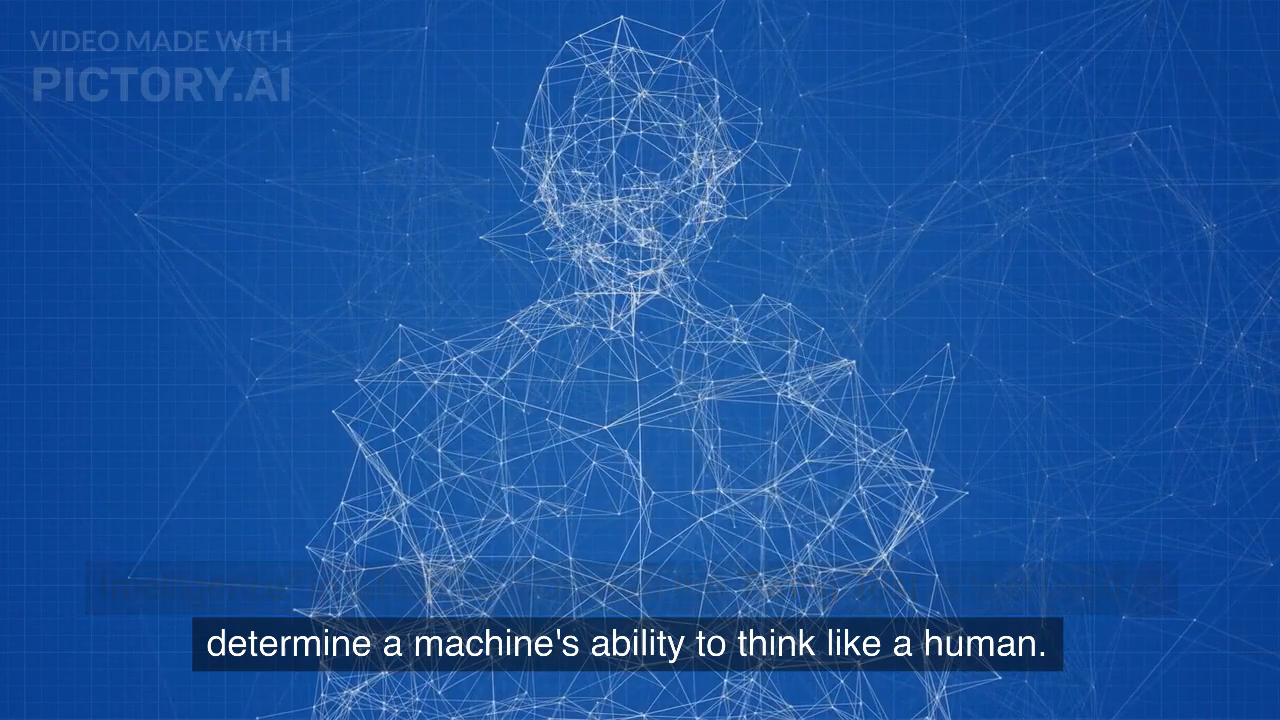 VIDEO MADE WITH
PICTORY.AI
determine a machine's ability to think like a human.